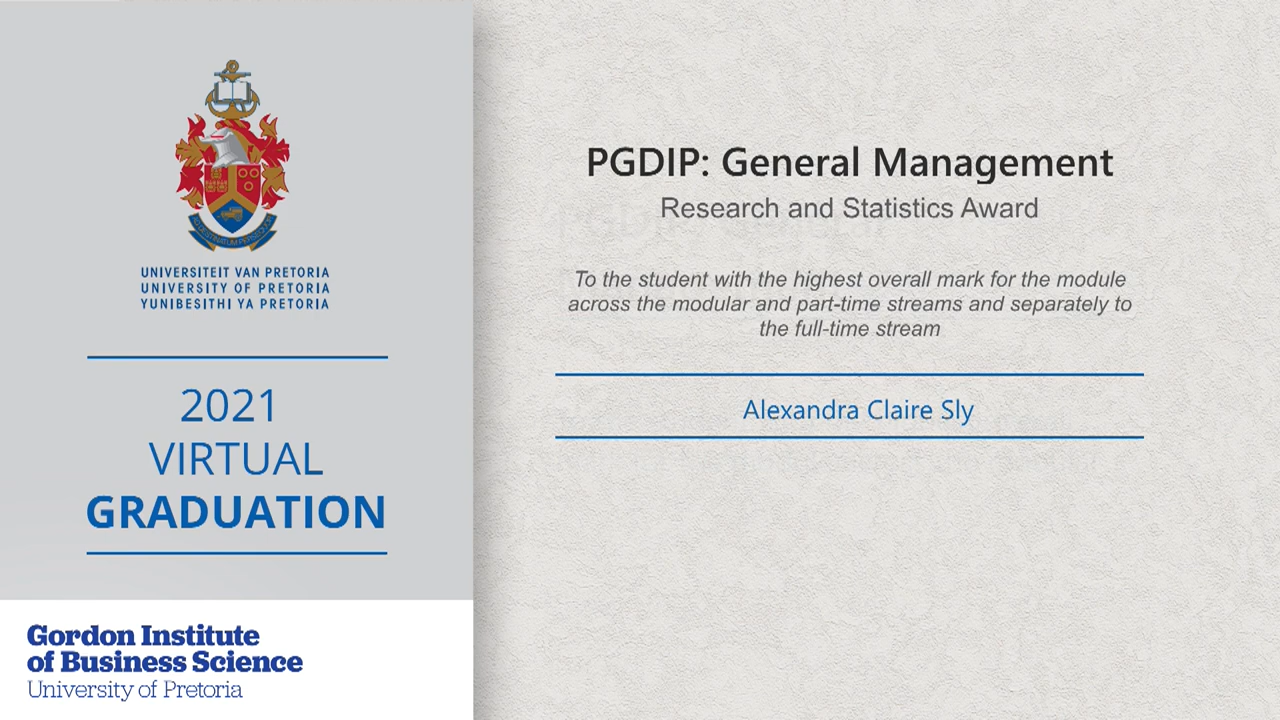 UNIVERSITEIT VAN PRETORIA
UNIVERSITY OF PRETORIA
YUNIBESITHI YA PRETORIA
2021
VIRTUAL
GRADUATION
Gordon Institute
of Business Science
University of Pretoria
PGDIP: General Management
Research and Statistics Award
To the student with the highest overall mark for the module
across the modular and part-time streams and separately to
the full-time stream
Alexandra Claire Sly